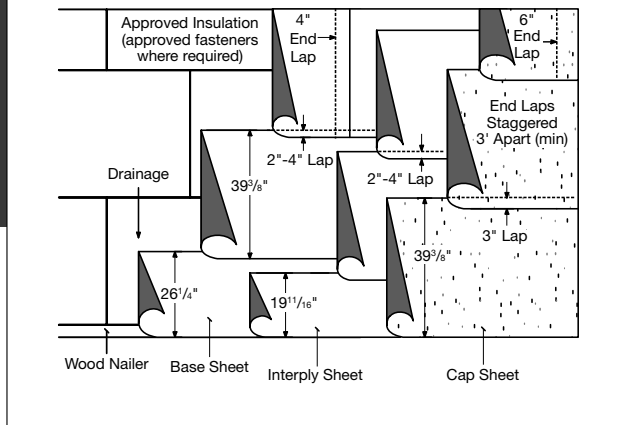 Approved Insulation
(approved fasteners
where required)
4"
End
Lap
6"
End
Lap
End Laps
Staggered
3' Apart (min)
2"-4" Lap
2"-4" Lap
Drainage
39³⁄₈"
3" Lap
39³⁄₈"
26¹⁄₄"
19¹¹⁄₁₆"
Wood Nailer
Base Sheet
Interply Sheet
Cap Sheet